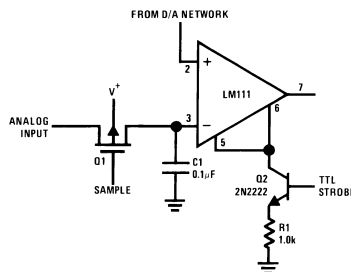 FROM D/A NETWORK
2
+
LM111
7
6
V+
ANALOG
INPUT
3
−
5
Q1
C1
0.1μF
SAMPLE
Q2
2N2222
TTL
STROBE
R1
1.0k